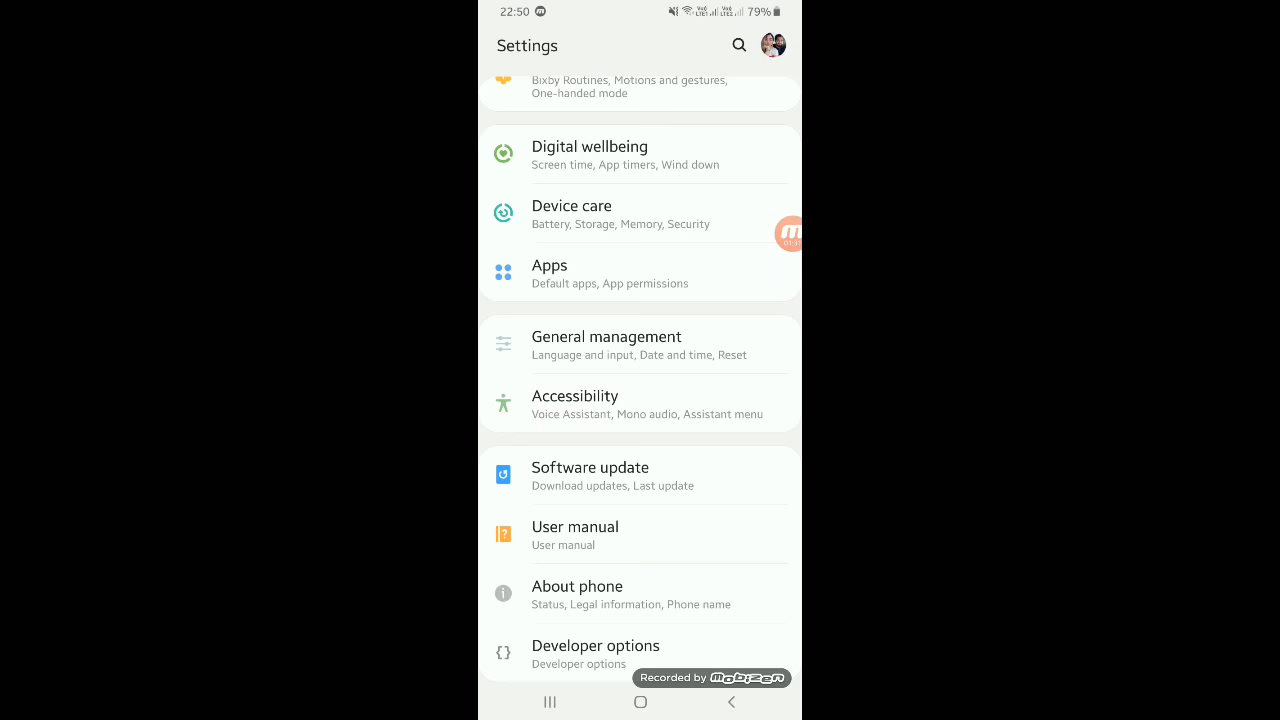 22:50 79%
Settings
Bixby Routines, Motions and gestures,
One-handed mode
Digital wellbeing
Screen time, App timers, Wind down
Device care
Battery, Storage, Memory, Security
Apps
Default apps, App permissions
General management
Language and input, Date and time, Reset
Accessibility
Voice Assistant, Mono audio, Assistant menu
Software update
Download updates, Last update
User manual
User manual
About phone
Status, Legal information, Phone name
Developer options
Developer options
Recorded by mobizen